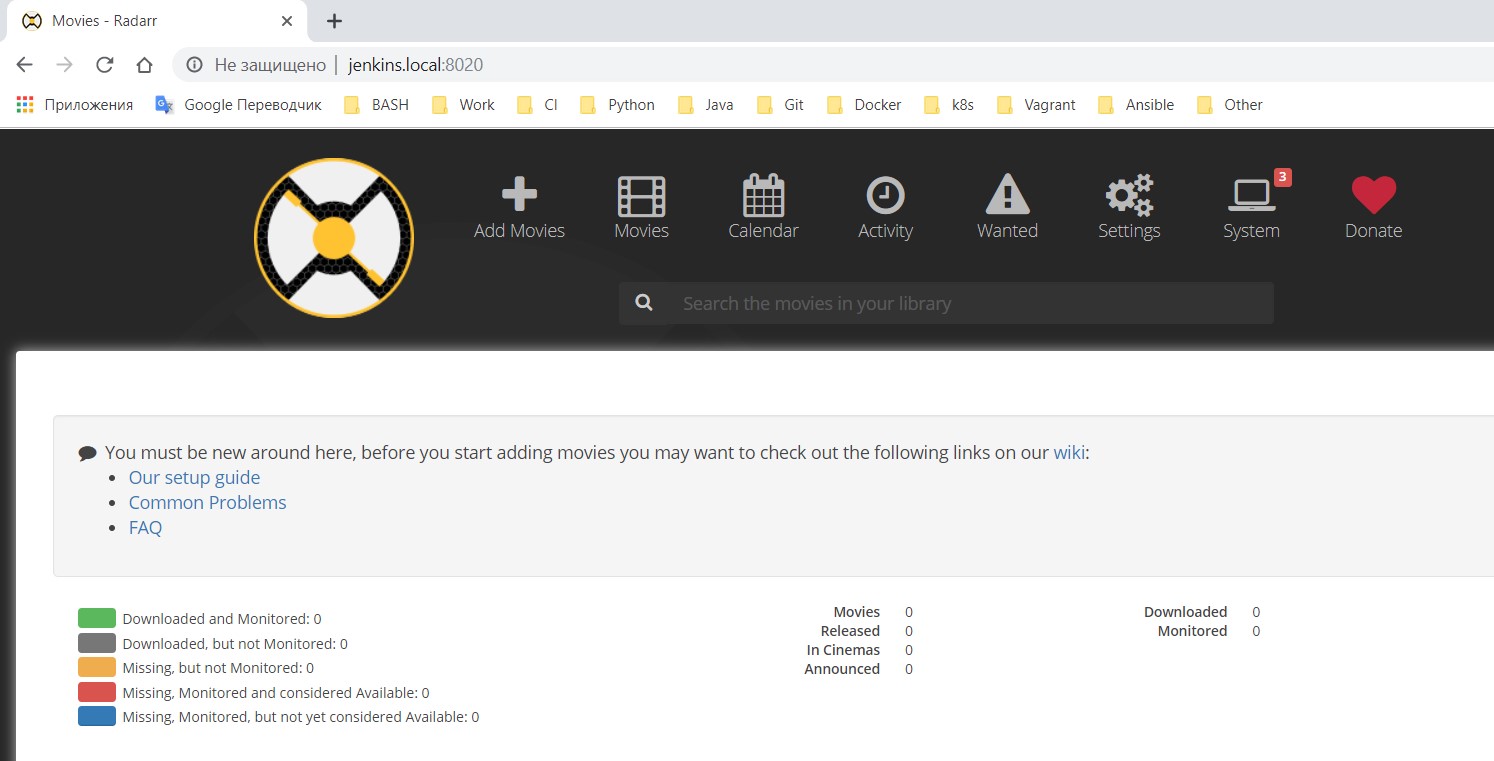 Movies - Radarr
Не защищено | jenkins.local:8020
Приложения Google Переводчик BASH Work CI Python Java Git Docker k8s Vagrant Ansible Other
3
Add Movies Movies Calendar Activity Wanted Settings System Donate
Search the movies in your library
You must be new around here, before you start adding movies you may want to check out the following links on our wiki:
• Our setup guide
• Common Problems
• FAQ
Downloaded and Monitored: 0
Downloaded, but not Monitored: 0
Missing, but not Monitored: 0
Missing, Monitored and considered Available: 0
Missing, Monitored, but not yet considered Available: 0
Movies 0
Released 0
In Cinemas 0
Announced 0
Downloaded 0
Monitored 0